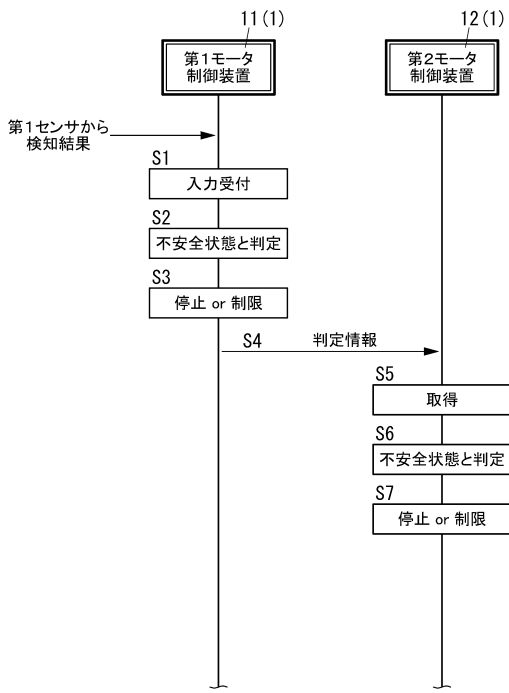 11(1)
12(1)
第1モータ
制御装置
第2モータ
制御装置
第1センサから
検知結果
S1
入力受付
S2
不安全状態と判定
S3
停止 or 制限
S4
判定情報
S5
取得
S6
不安全状態と判定
S7
停止 or 制限